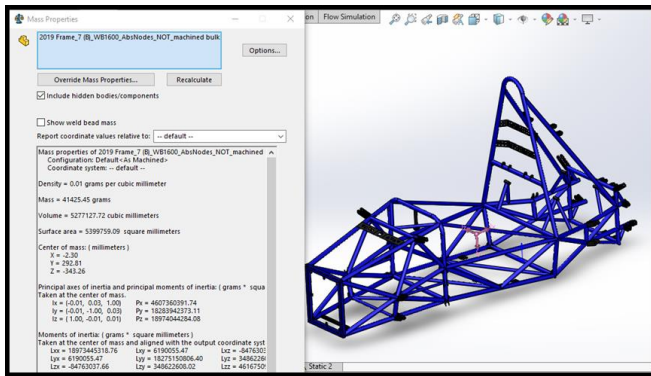 Mass Properties
on Flow Simulation
2019 Frame_7 (B)_WB1600_AbsNodes_NOT_machined bulk
Options...
Override Mass Properties... Recalculate
Include hidden bodies/components
Show weld bead mass
Report coordinate values relative to: -- default --
Mass properties of 2019 Frame_7 (B)_WB1600_AbsNodes_NOT_machined
Configuration: Default<As Machined>
Coordinate system: -- default --
Density = 0.01 grams per cubic millimeter
Mass = 41425.45 grams
Volume = 5277127.72 cubic millimeters
Surface area = 5399759.09 square millimeters
Center of mass: ( millimeters )
X = -2.30
Y = 292.81
Z = -343.26
Principal axes of inertia and principal moments of inertia: ( grams * squa
Taken at the center of mass.
Ix = (-0.01, 0.03, 1.00) Px = 4607360391.74
Iy = (-0.01, -1.00, 0.03) Py = 18283942373.11
Iz = ( 1.00, -0.01, 0.01) Pz = 18974044284.08
Moments of inertia: ( grams * square millimeters )
Taken at the center of mass and aligned with the output coordinate syst
Lxx = 18973445318.76 Lxy = 6190055.47 Lxz = -847630
Lyx = 6190055.47 Lyy = 18275150806.40 Lyz = 348622
Lzx = -84763037.66 Lzy = 348622608.02 Lzz = 4616750
Static 2